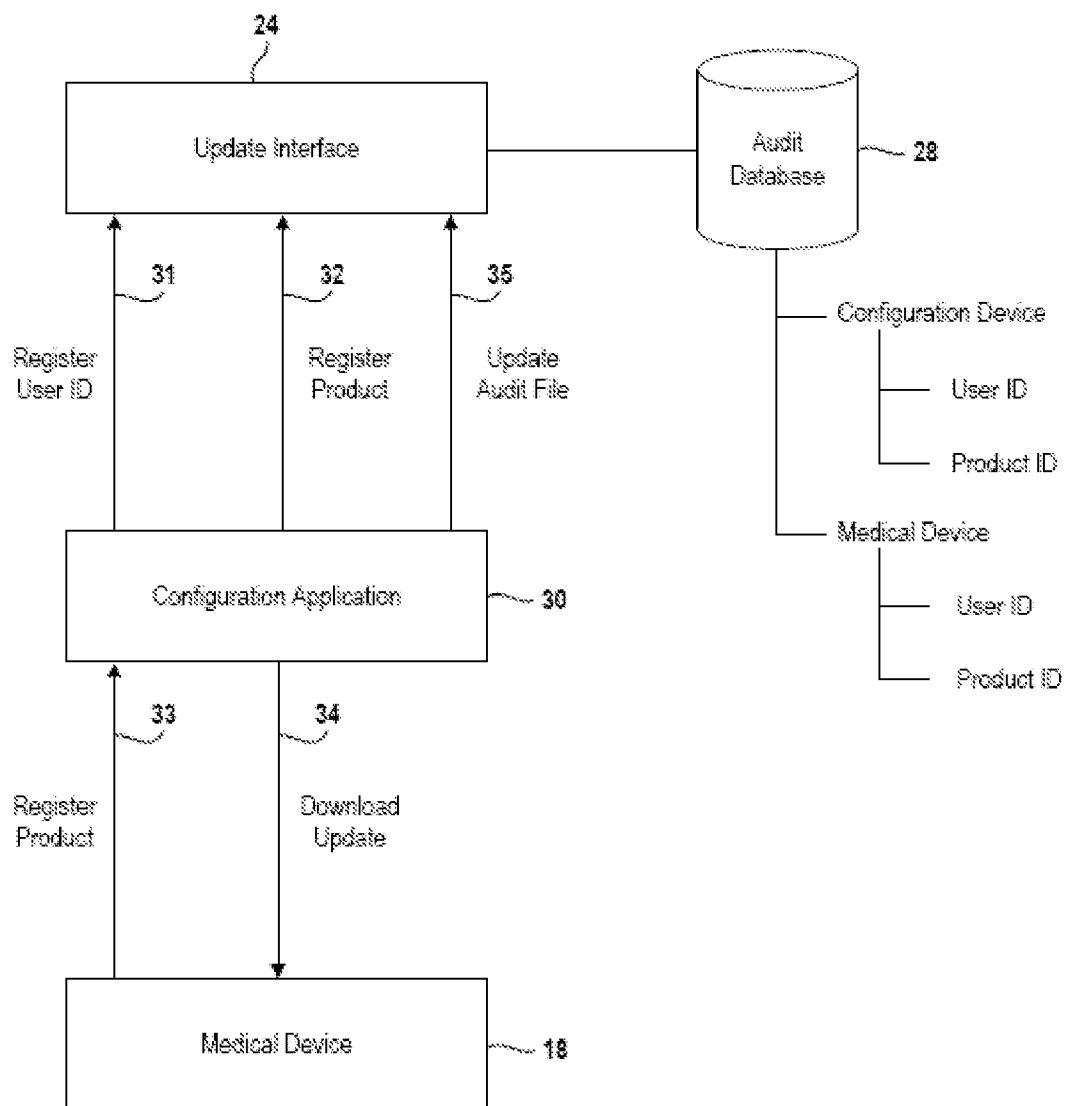 24
Update Interface
Audit
Database
28
31
32
35
Register
User ID
Register
Product
Update
Audit File
Configuration Device
User ID
Product ID
Configuration Application
30
Medical Device
User ID
Product ID
33
34
Register
Product
Download
Update
Medical Device
18